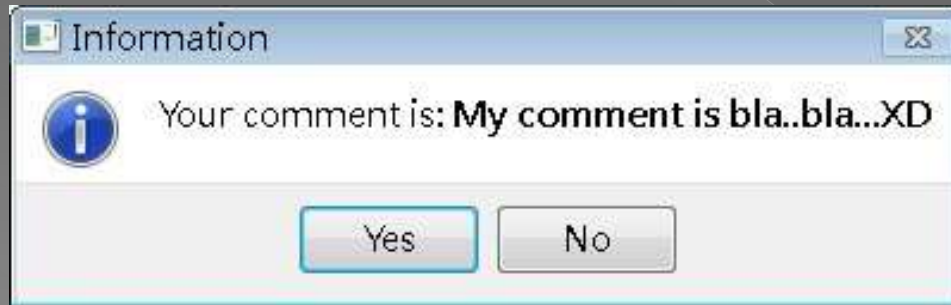 Information
Your comment is: My comment is bla..bla...XD
Yes No